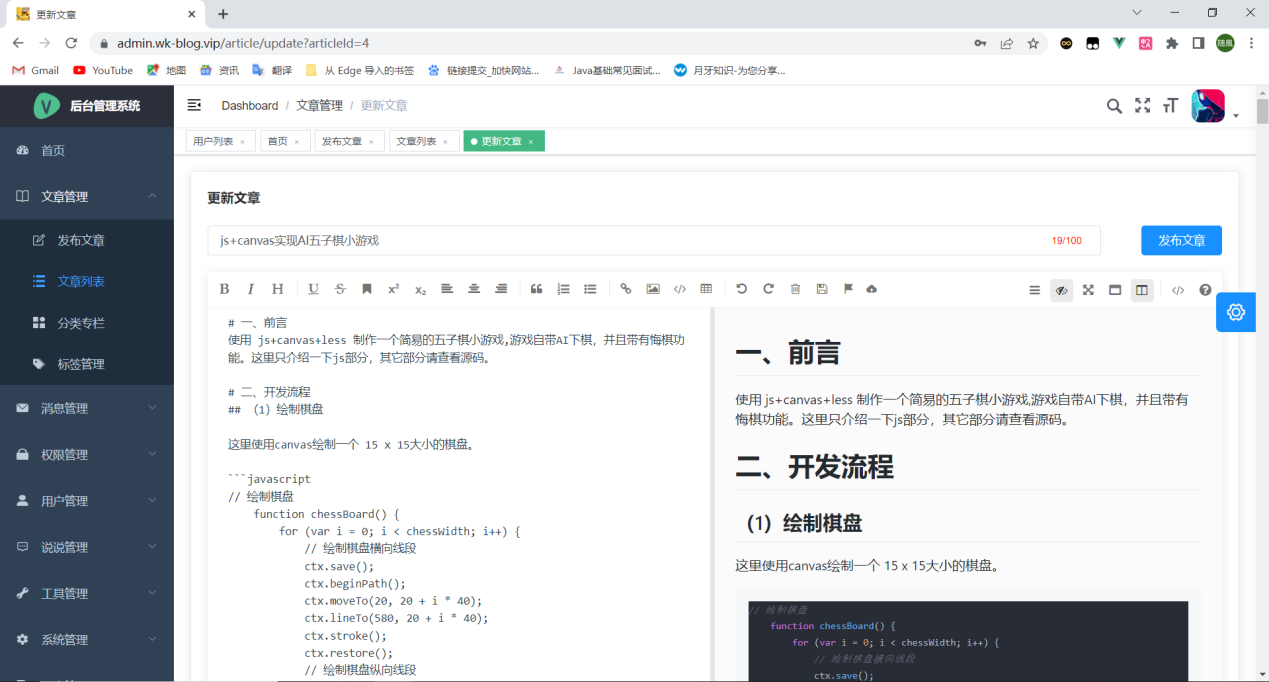 更新文章
admin.wk-blog.vip/article/update?articleId=4
Gmail
YouTube
地图
资讯
翻译
从 Edge 导入的书签
链接提交_加快网站...
Java基础常见面试...
月牙知识-为您分享...
后台管理系统
Dashboard / 文章管理 / 更新文章
用户列表 ×
首页 ×
发布文章 ×
文章列表 ×
更新文章 ×
首页
文章管理
发布文章
文章列表
分类专栏
标签管理
消息管理
权限管理
用户管理
说说管理
工具管理
系统管理
更新文章
js+canvas实现AI五子棋小游戏
19/100
发布文章
# 一、前言
使用 js+canvas+less 制作一个简易的五子棋小游戏,游戏自带AI下棋，并且带有悔棋功
能。这里只介绍一下js部分，其它部分请查看源码。
# 二、开发流程
## （1）绘制棋盘
这里使用canvas绘制一个 15 x 15大小的棋盘。
```javascript
// 绘制棋盘
function chessBoard() {
for (var i = 0; i < chessWidth; i++) {
// 绘制棋盘横向线段
ctx.save();
ctx.beginPath();
ctx.moveTo(20, 20 + i * 40);
ctx.lineTo(580, 20 + i * 40);
ctx.stroke();
ctx.restore();
// 绘制棋盘纵向线段
一、前言
使用 js+canvas+less 制作一个简易的五子棋小游戏,游戏自带AI下棋，并且带有
悔棋功能。这里只介绍一下js部分，其它部分请查看源码。
二、开发流程
（1）绘制棋盘
这里使用canvas绘制一个 15 x 15大小的棋盘。
// 绘制棋盘
function chessBoard() {
for (var i = 0; i < chessWidth; i++) {
// 绘制棋盘横向线段
ctx.save();